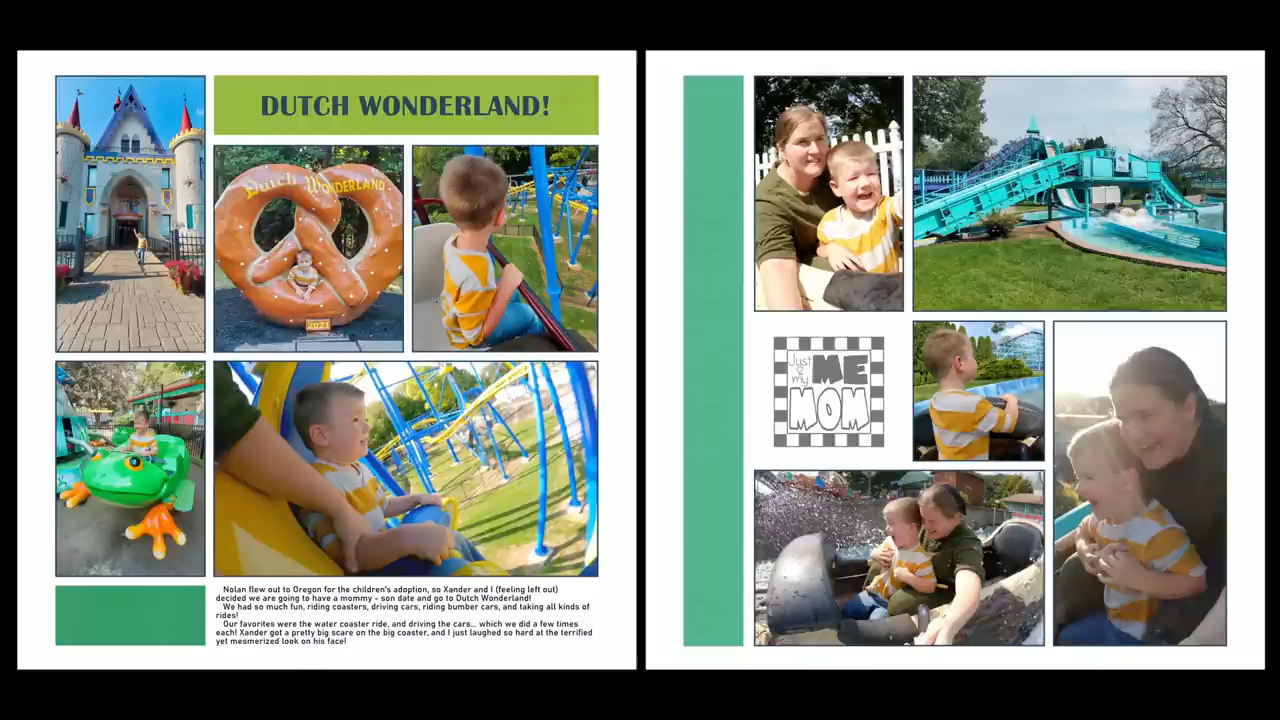 DUTCH WONDERLAND!
Dutch WONDERLAND
2021
Nolan flew out to Oregon for the children's adoption, so Xander and I (feeling left out)
decided we are going to have a mommy - son date and go to Dutch Wonderland!
We had so much fun, riding coasters, driving cars, riding bumber cars, and taking all kinds of
rides!
Our favorites were the water coaster ride, and driving the cars... which we did a few times
each! Xander got a pretty big scare on the big coaster, and I just laughed so hard at the terrified
yet mesmerized look on his face!
Just
ME
& my
MOM